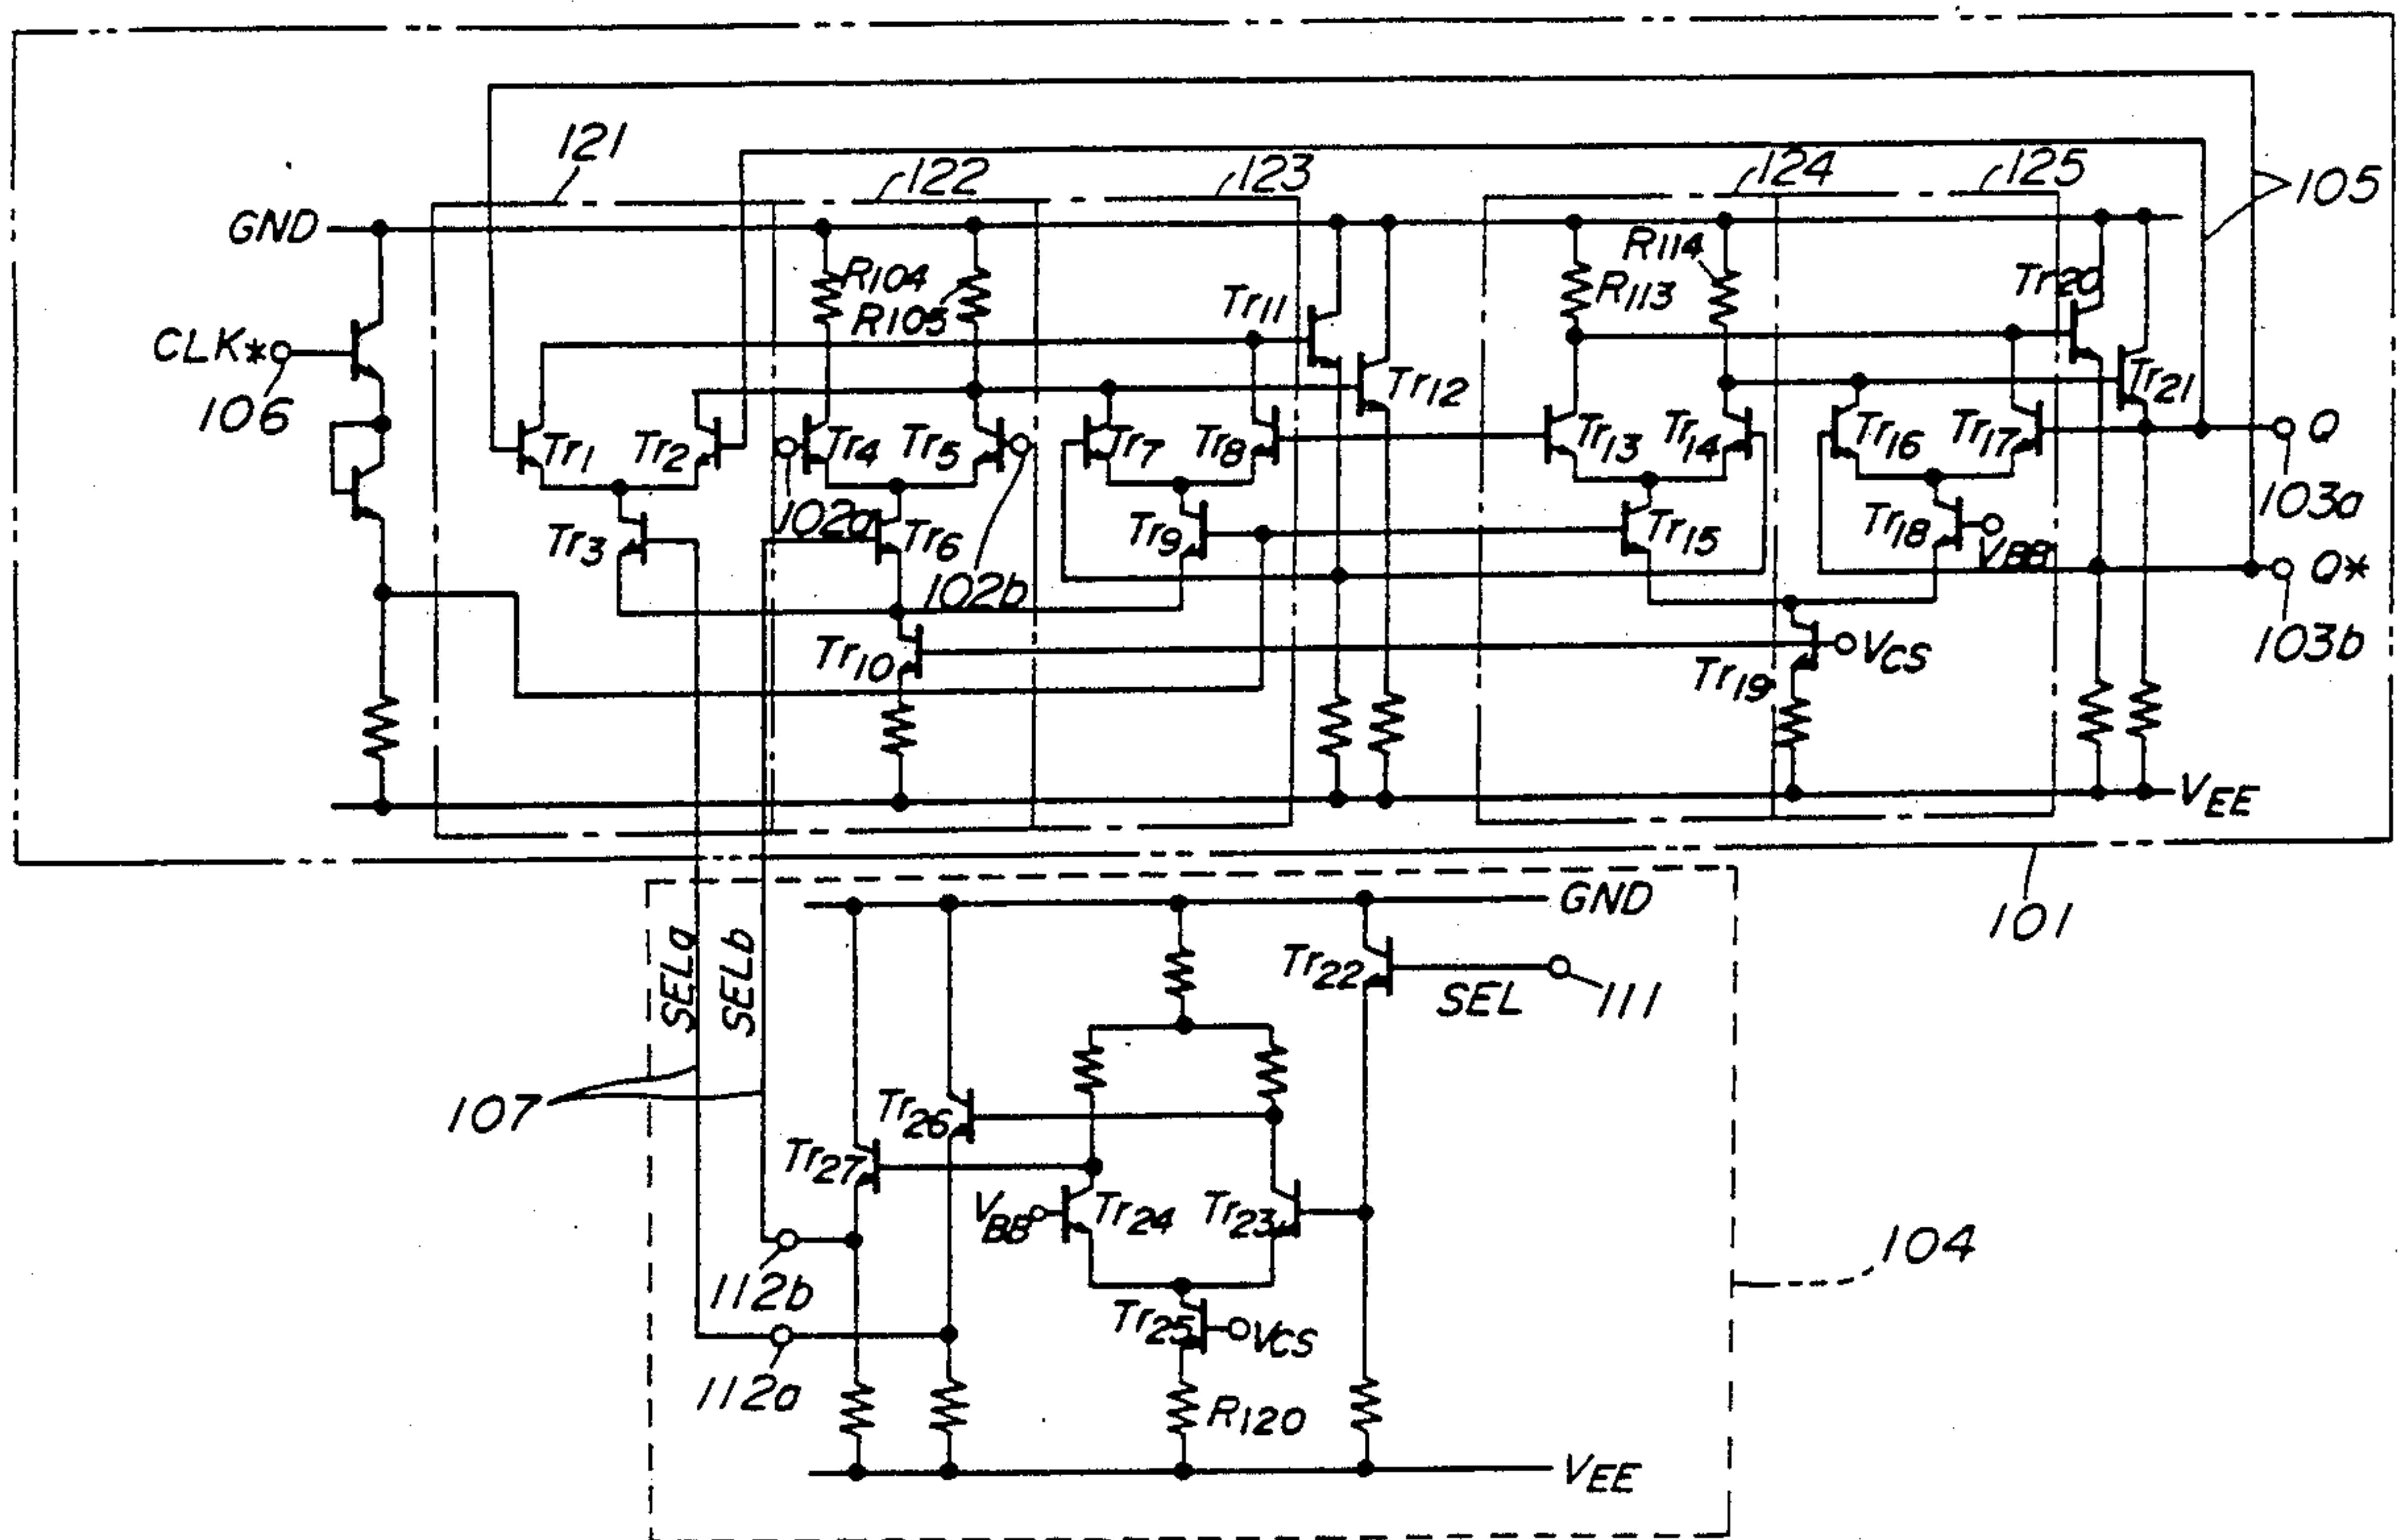 121
122
123
124
125
105
GND
R104
R105
R114
R113
Tr11
Tr20
CLK*
106
Tr12
Tr21
Tr1
Tr2
Tr4
Tr5
Tr7
Tr8
Tr13
Tr14
Tr16
Tr17
Q
103a
102a
Tr3
Tr6
Tr9
Tr15
Tr18
VBB
102b
Q*
103b
Tr10
Tr19
VCS
VEE
101
GND
SELa
SELb
Tr22
SEL
111
107
Tr26
Tr27
VBB
Tr24
Tr23
104
112b
Tr25
VCS
112a
R120
VEE